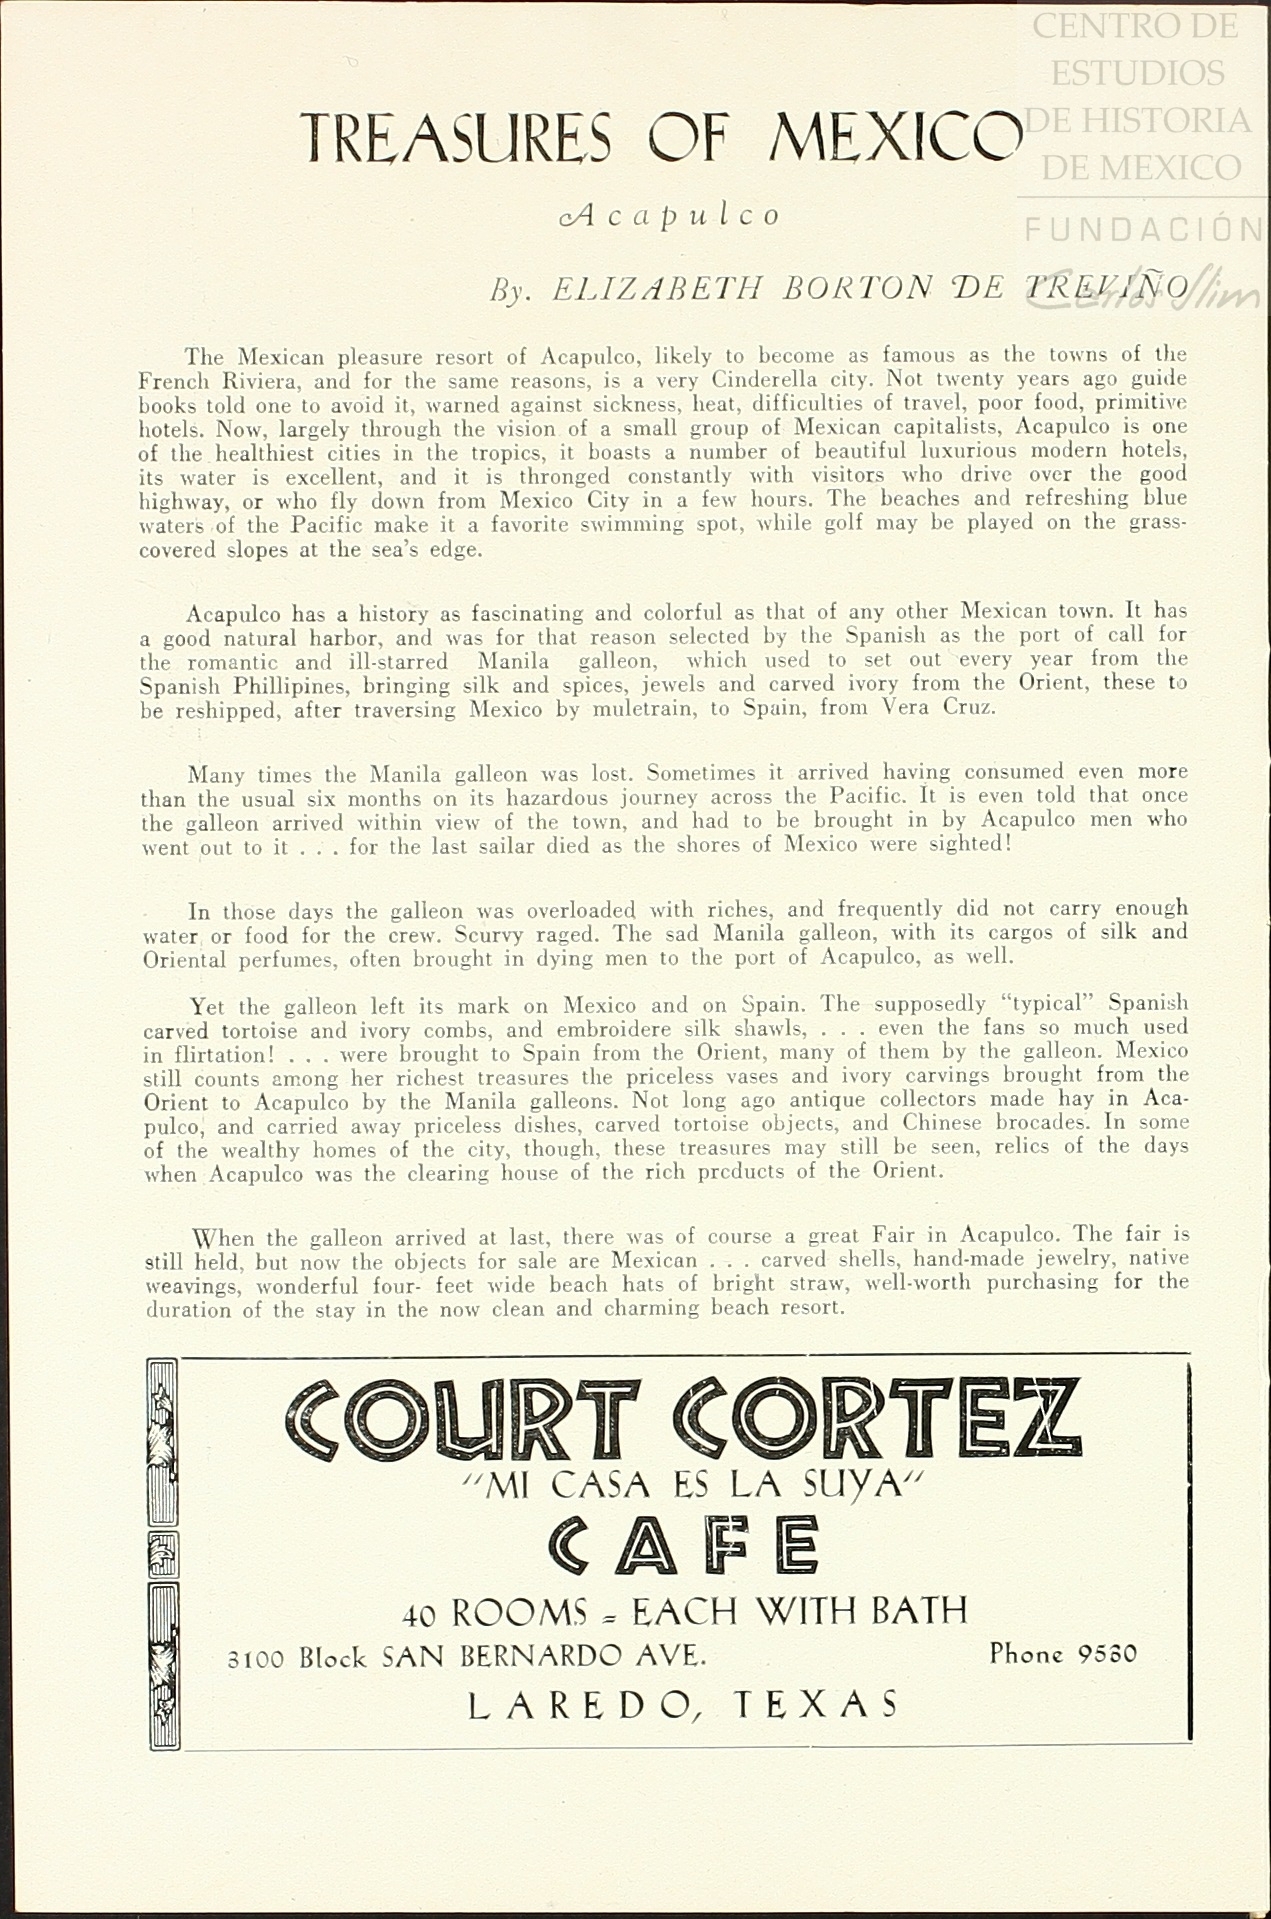 CENTRO DE
ESTUDIOS
DE HISTORIA
DE MEXICO
FUNDACIÓN
Carlos Slim
TREASURES OF MEXICO
Acapulco
By. ELIZABETH BORTON DE TREVIÑO
The Mexican pleasure resort of Acapulco, likely to become as famous as the towns of the
French Riviera, and for the same reasons, is a very Cinderella city. Not twenty years ago guide
books told one to avoid it, warned against sickness, heat, difficulties of travel, poor food, primitive
hotels. Now, largely through the vision of a small group of Mexican capitalists, Acapulco is one
of the healthiest cities in the tropics, it boasts a number of beautiful luxurious modern hotels,
its water is excellent, and it is thronged constantly with visitors who drive over the good
highway, or who fly down from Mexico City in a few hours. The beaches and refreshing blue
waters of the Pacific make it a favorite swimming spot, while golf may be played on the grass-
covered slopes at the sea's edge.
Acapulco has a history as fascinating and colorful as that of any other Mexican town. It has
a good natural harbor, and was for that reason selected by the Spanish as the port of call for
the romantic and ill-starred Manila galleon, which used to set out every year from the
Spanish Phillipines, bringing silk and spices, jewels and carved ivory from the Orient, these to
be reshipped, after traversing Mexico by muletrain, to Spain, from Vera Cruz.
Many times the Manila galleon was lost. Sometimes it arrived having consumed even more
than the usual six months on its hazardous journey across the Pacific. It is even told that once
the galleon arrived within view of the town, and had to be brought in by Acapulco men who
went out to it . . . for the last sailar died as the shores of Mexico were sighted!
In those days the galleon was overloaded with riches, and frequently did not carry enough
water or food for the crew. Scurvy raged. The sad Manila galleon, with its cargos of silk and
Oriental perfumes, often brought in dying men to the port of Acapulco, as well.
Yet the galleon left its mark on Mexico and on Spain. The supposedly "typical" Spanish
carved tortoise and ivory combs, and embroidere silk shawls, . . . even the fans so much used
in flirtation! . . . were brought to Spain from the Orient, many of them by the galleon. Mexico
still counts among her richest treasures the priceless vases and ivory carvings brought from the
Orient to Acapulco by the Manila galleons. Not long ago antique collectors made hay in Aca-
pulco, and carried away priceless dishes, carved tortoise objects, and Chinese brocades. In some
of the wealthy homes of the city, though, these treasures may still be seen, relics of the days
when Acapulco was the clearing house of the rich prcducts of the Orient.
When the galleon arrived at last, there was of course a great Fair in Acapulco. The fair is
still held, but now the objects for sale are Mexican . . . carved shells, hand-made jewelry, native
weavings, wonderful four- feet wide beach hats of bright straw, well-worth purchasing for the
duration of the stay in the now clean and charming beach resort.
COURT CORTEZ
"MI CASA ES LA SUYA"
CAFE
40 ROOMS = EACH WITH BATH
3100 Block SAN BERNARDO AVE. Phone 9530
LAREDO, TEXAS